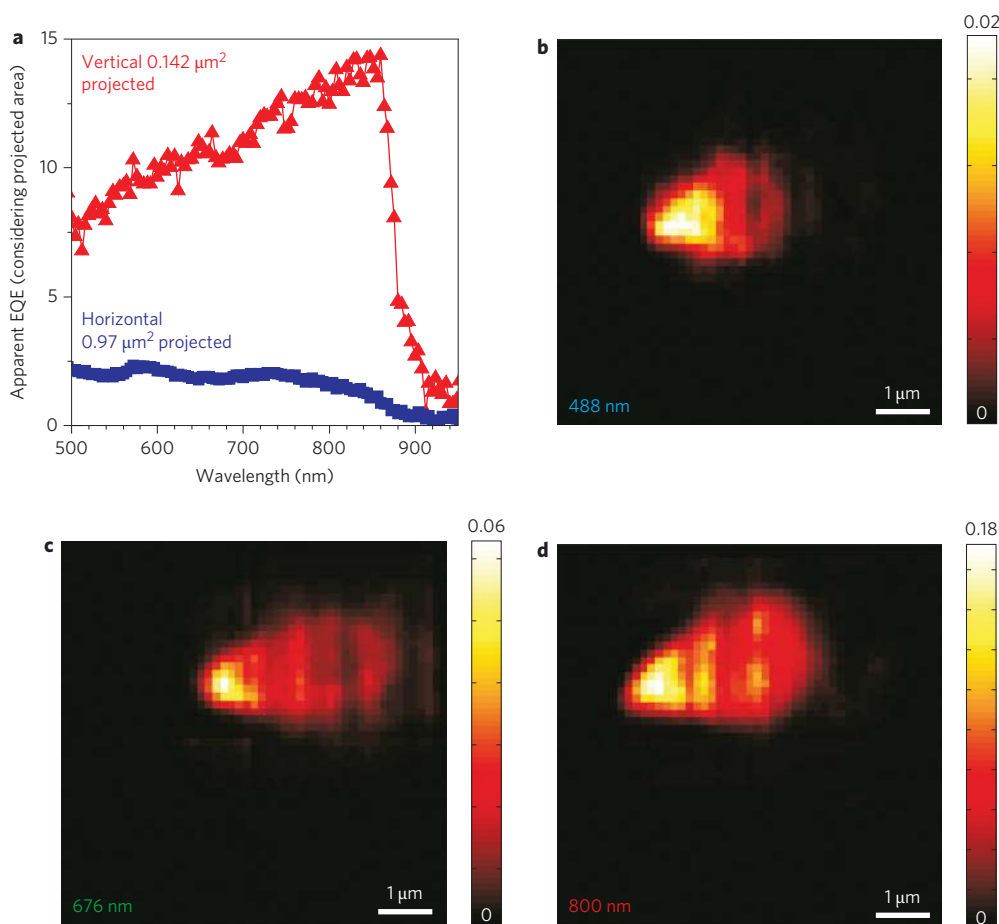 a
15
10
5
0
Apparent EQE (considering projected area)
Vertical 0.142 μm²
projected
Horizontal
0.97 μm² projected
500 600 700 800 900
Wavelength (nm)
b
0.02
0
488 nm
1 μm
c
0.06
0
676 nm
1 μm
d
0.18
0
800 nm
1 μm